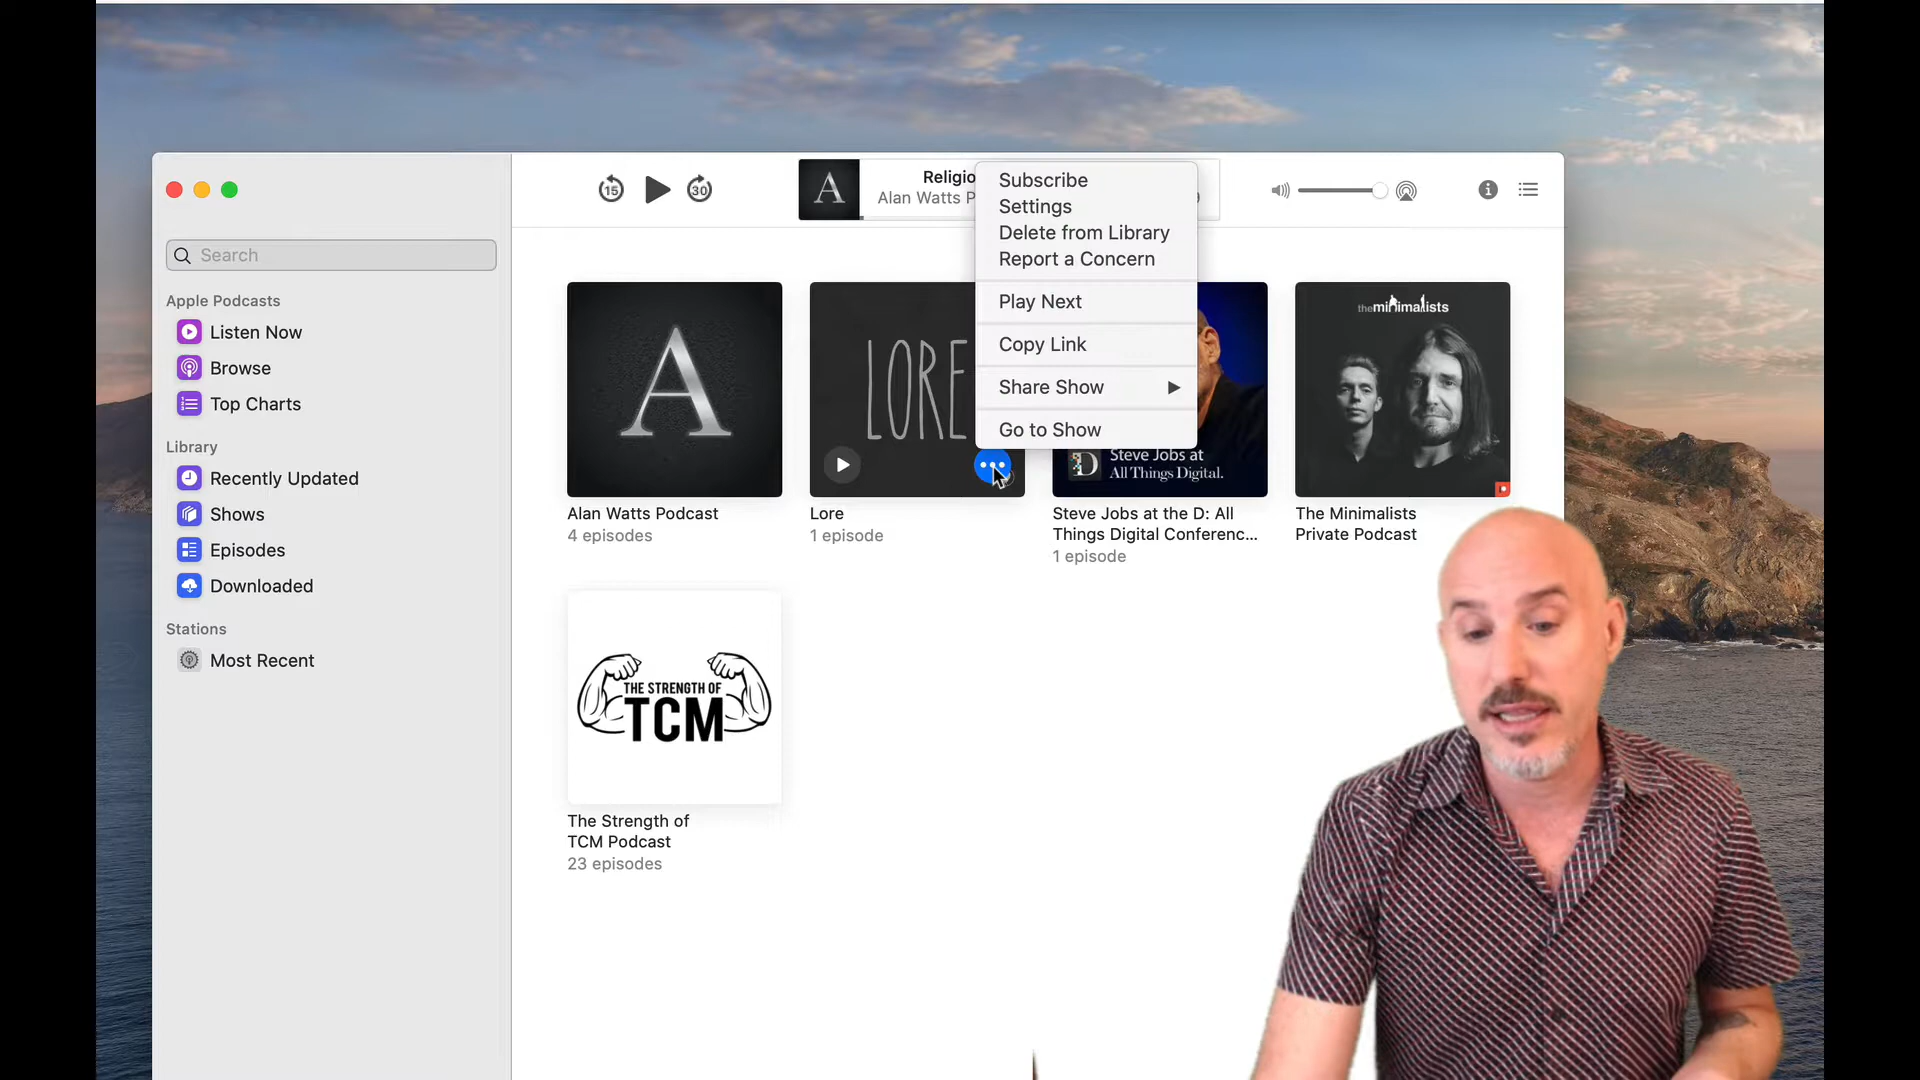 15
30
A
Religio
Alan Watts P
Search
Apple Podcasts
Listen Now
Browse
Top Charts
Library
Recently Updated
Shows
Episodes
Downloaded
Stations
Most Recent
Subscribe
Settings
Delete from Library
Report a Concern
Play Next
Copy Link
Share Show
Go to Show
A
LORE
D
Steve Jobs at
All Things Digital.
theminimalists
Alan Watts Podcast
4 episodes
Lore
1 episode
Steve Jobs at the D: All
Things Digital Conferenc...
1 episode
The Minimalists
Private Podcast
THE STRENGTH OF
TCM
The Strength of
TCM Podcast
23 episodes